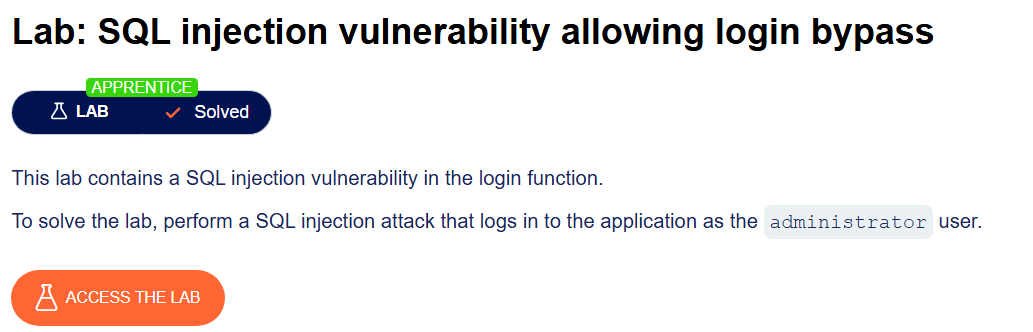 Lab: SQL injection vulnerability allowing login bypass
APPRENTICE
LAB Solved
This lab contains a SQL injection vulnerability in the login function.
To solve the lab, perform a SQL injection attack that logs in to the application as the administrator user.
ACCESS THE LAB